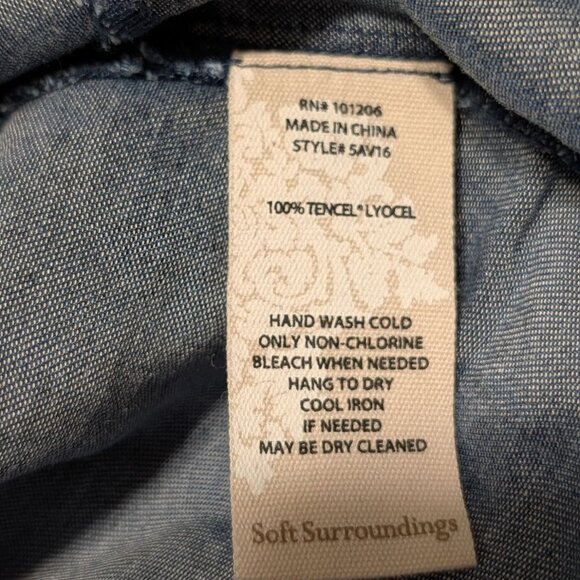 RN# 101206
MADE IN CHINA
STYLE# 5AV16
100% TENCEL® LYOCEL
HAND WASH COLD
ONLY NON-CHLORINE
BLEACH WHEN NEEDED
HANG TO DRY
COOL IRON
IF NEEDED
MAY BE DRY CLEANED
Soft Surroundings